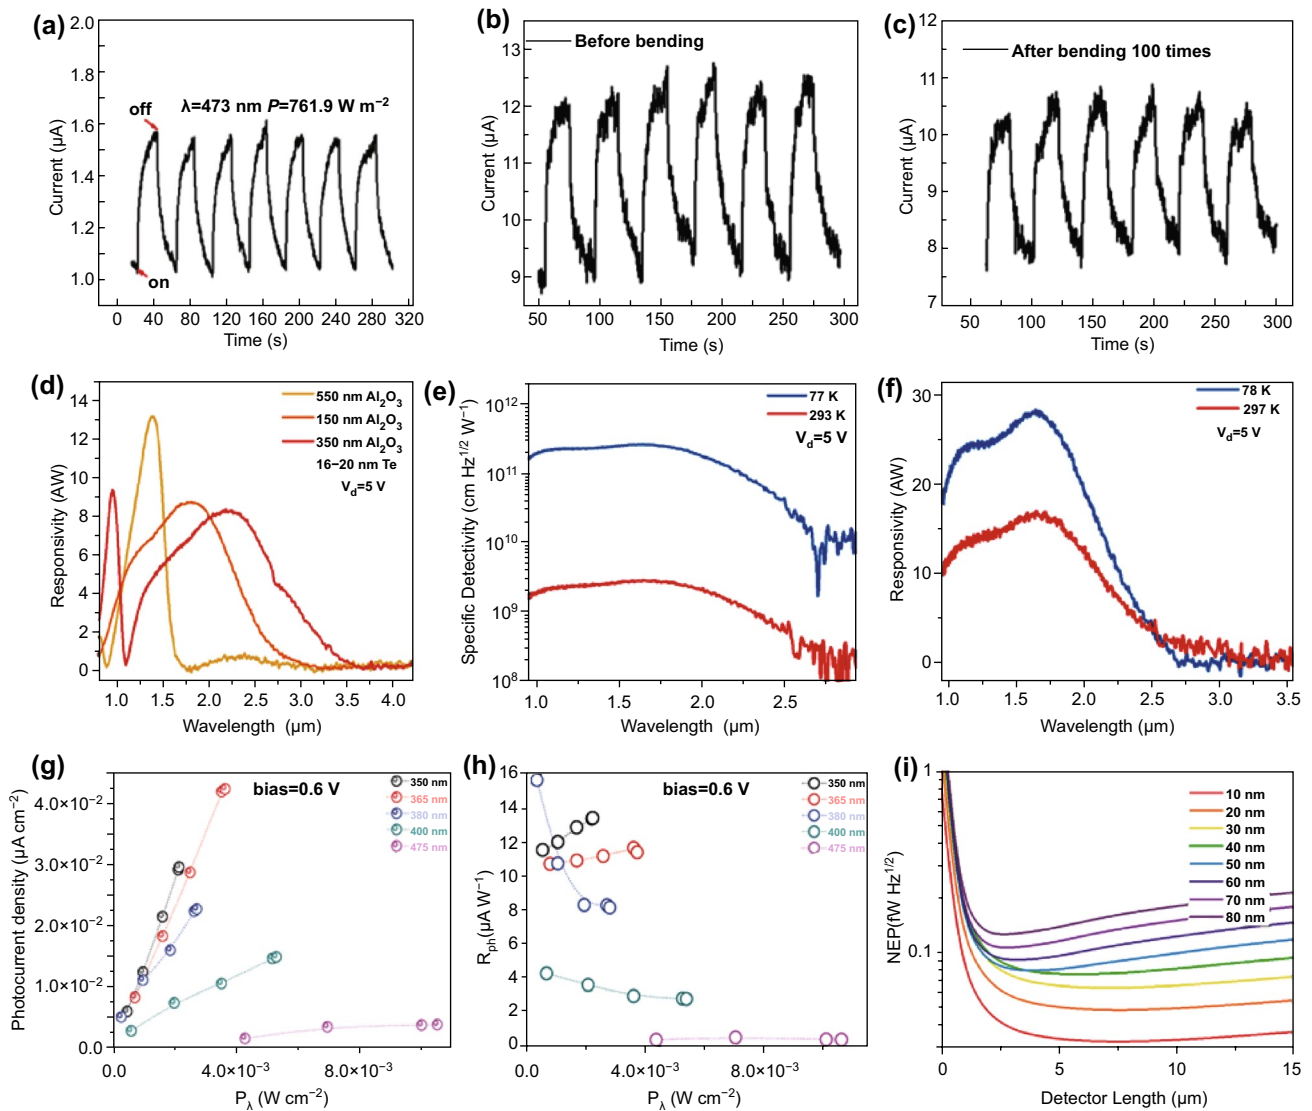 (a)
2.0
1.8
1.6
1.4
1.2
1.0
Current (μA)
off
λ=473 nm P=761.9 W m⁻²
on
0 40 80 120 160 200 240 280 320
Time (s)
(b)
Before bending
13
12
11
10
9
Current (μA)
50 100 150 200 250 300
Time (s)
(c)
After bending 100 times
12
11
10
9
8
7
Current (μA)
50 100 150 200 250 300
Time (s)
(d)
14
12
10
8
6
4
2
0
Responsivity (AW)
550 nm Al₂O₃
150 nm Al₂O₃
350 nm Al₂O₃
16−20 nm Te
V_d=5 V
1.0 1.5 2.0 2.5 3.0 3.5 4.0
Wavelength (μm)
(e)
10¹²
10¹¹
10¹⁰
10⁹
10⁸
Specific Detectivity (cm Hz^1/2 W⁻¹)
77 K
293 K
V_d=5 V
1.0 1.5 2.0 2.5
Wavelength (μm)
(f)
30
25
20
15
10
0
Responsivity (AW)
78 K
297 K
V_d=5 V
1.0 1.5 2.0 2.5 3.0 3.5
Wavelength (μm)
(g)
bias=0.6 V
350 nm
365 nm
380 nm
400 nm
475 nm
4.0×10⁻²
3.0×10⁻²
2.0×10⁻²
1.0×10⁻²
0.0
Photocurrent density (μA cm⁻²)
0.0 4.0×10⁻³ 8.0×10⁻³
P_λ (W cm⁻²)
(h)
bias=0.6 V
350 nm
365 nm
380 nm
400 nm
475 nm
16
14
12
10
8
6
4
2
0
R_ph(μA W⁻¹)
0.0 4.0×10⁻³ 8.0×10⁻³
P_λ (W cm⁻²)
(i)
1
0.1
NEP(fW Hz^1/2)
10 nm
20 nm
30 nm
40 nm
50 nm
60 nm
70 nm
80 nm
0 5 10 15
Detector Length (μm)